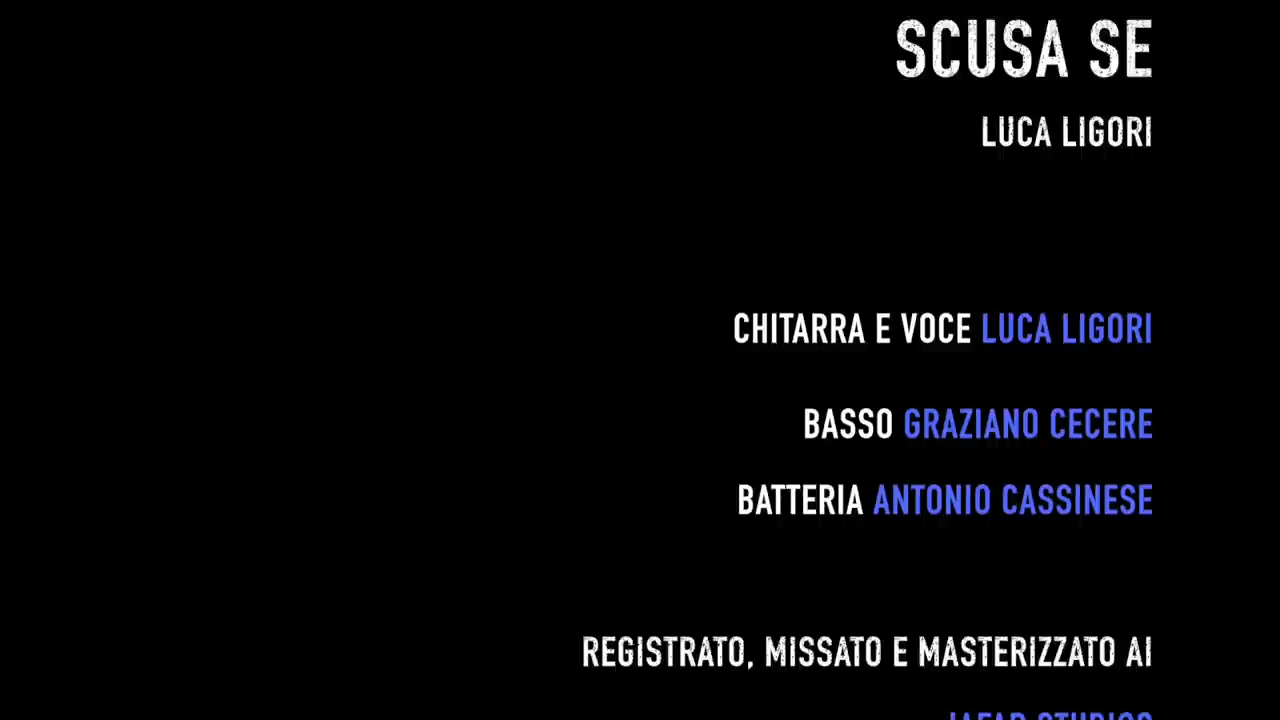 SCUSA SE
LUCA LIGORI
CHITARRA E VOCE LUCA LIGORI
BASSO GRAZIANO CECERE
BATTERIA ANTONIO CASSINESE
REGISTRATO, MISSATO E MASTERIZZATO AI